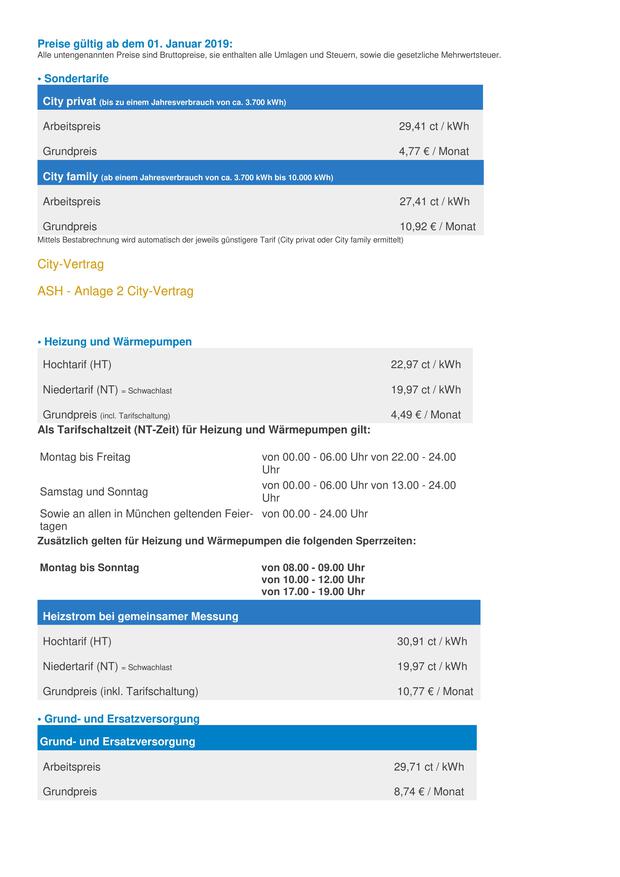 Preise gültig ab dem 01. Januar 2019:
Alle untengenannten Preise sind Bruttopreise, sie enthalten alle Umlagen und Steuern, sowie die gesetzliche Mehrwertsteuer.
• Sondertarife
City privat (bis zu einem Jahresverbrauch von ca. 3.700 kWh)
Arbeitspreis 29,41 ct / kWh
Grundpreis 4,77 € / Monat
City family (ab einem Jahresverbrauch von ca. 3.700 kWh bis 10.000 kWh)
Arbeitspreis 27,41 ct / kWh
Grundpreis 10,92 € / Monat
Mittels Bestabrechnung wird automatisch der jeweils günstigere Tarif (City privat oder City family ermittelt)
City-Vertrag
ASH - Anlage 2 City-Vertrag
• Heizung und Wärmepumpen
Hochtarif (HT) 22,97 ct / kWh
Niedertarif (NT) = Schwachlast 19,97 ct / kWh
Grundpreis (incl. Tarifschaltung) 4,49 € / Monat
Als Tarifschaltzeit (NT-Zeit) für Heizung und Wärmepumpen gilt:
Montag bis Freitag von 00.00 - 06.00 Uhr von 22.00 - 24.00
Uhr
Samstag und Sonntag von 00.00 - 06.00 Uhr von 13.00 - 24.00
Uhr
Sowie an allen in München geltenden Feier- von 00.00 - 24.00 Uhr
tagen
Zusätzlich gelten für Heizung und Wärmepumpen die folgenden Sperrzeiten:
Montag bis Sonntag von 08.00 - 09.00 Uhr
von 10.00 - 12.00 Uhr
von 17.00 - 19.00 Uhr
Heizstrom bei gemeinsamer Messung
Hochtarif (HT) 30,91 ct / kWh
Niedertarif (NT) = Schwachlast 19,97 ct / kWh
Grundpreis (inkl. Tarifschaltung) 10,77 € / Monat
• Grund- und Ersatzversorgung
Grund- und Ersatzversorgung
Arbeitspreis 29,71 ct / kWh
Grundpreis 8,74 € / Monat